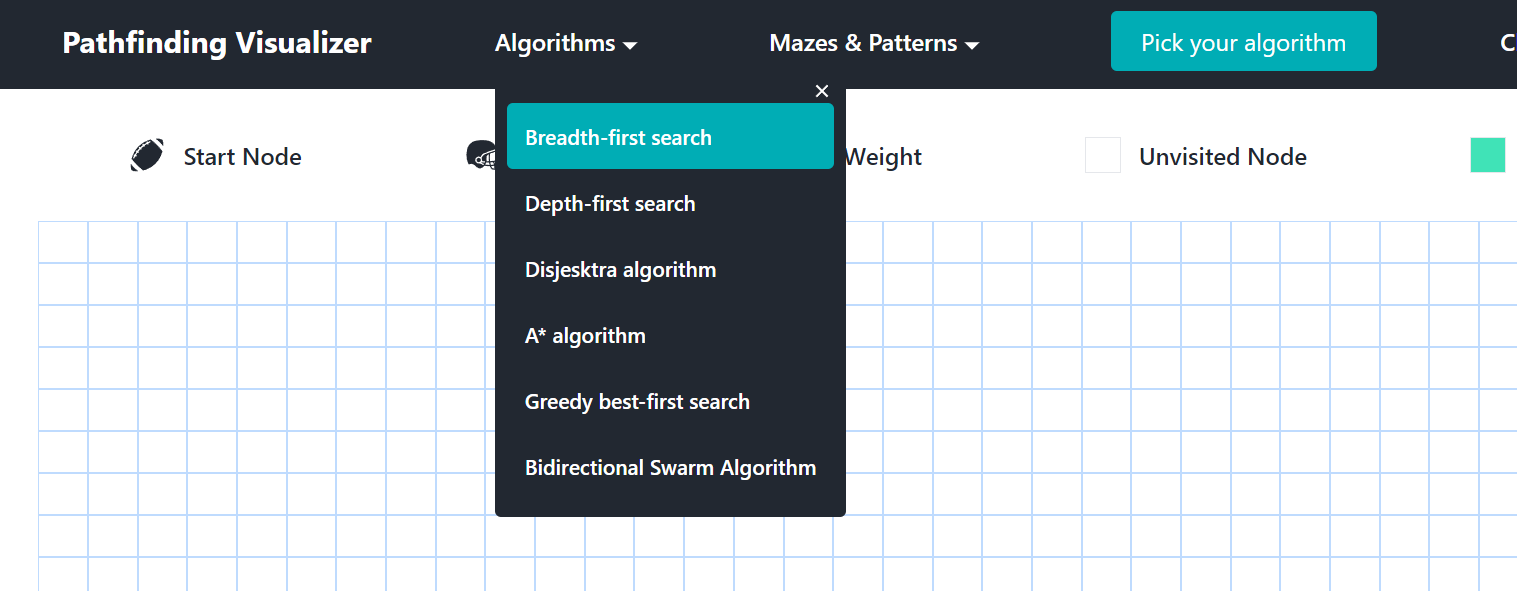 Pathfinding Visualizer
Algorithms
Mazes & Patterns
Pick your algorithm
C
Start Node
Weight
Unvisited Node
Breadth-first search
Depth-first search
Disjesktra algorithm
A* algorithm
Greedy best-first search
Bidirectional Swarm Algorithm